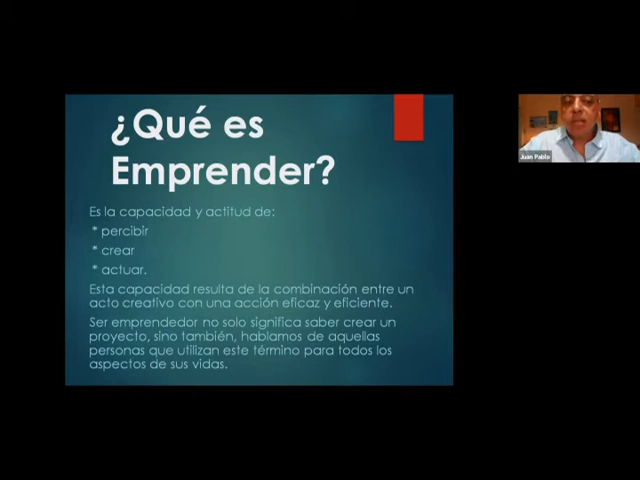 ¿Qué es
Emprender?
Es la capacidad y actitud de:
* percibir
* crear
* actuar.
Esta capacidad resulta de la combinación entre un
acto creativo con una acción eficaz y eficiente.
Ser emprendedor no solo significa saber crear un
proyecto, sino también, hablamos de aquellas
personas que utilizan este término para todos los
aspectos de sus vidas.
Juan Pablo